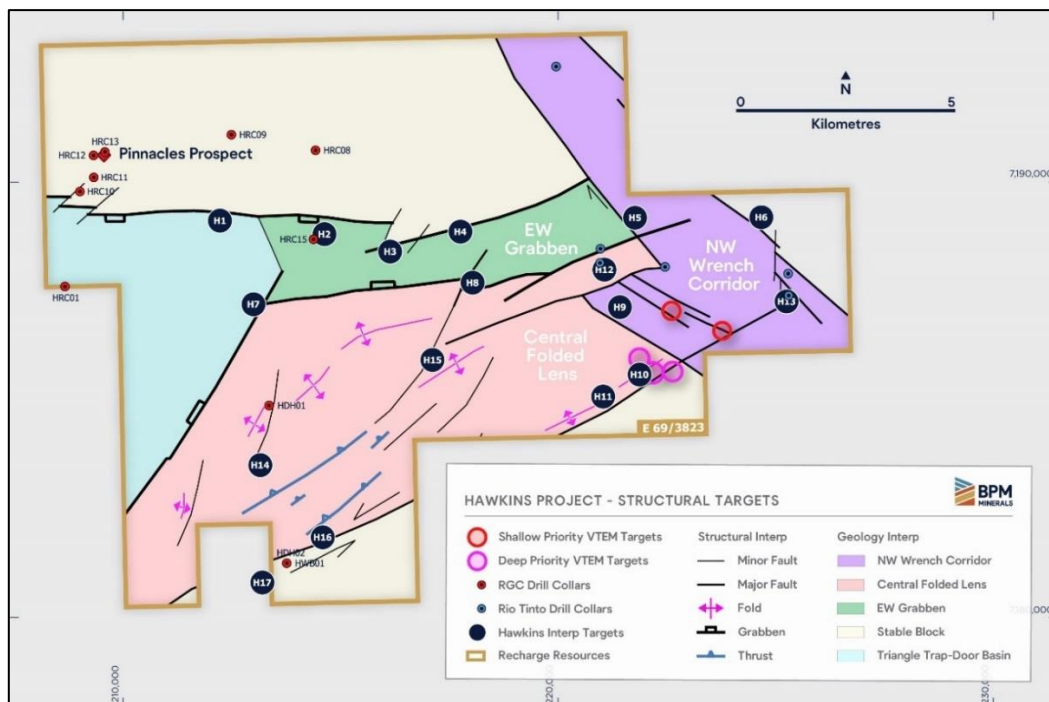 HRC13
HRC12
Pinnacles Prospect
HRC11
HRC10
HRC09
HRC08
N
0
5
Kilometres
7,190,000
H1
H2
HRC15
H3
H4
EW
Grabben
H5
H6
NW
Wrench
Corridor
HRC01
H7
H8
H12
H9
H13
Central
Folded
Lens
H15
H10
H11
HDH01
E 69/3823
H14
H16
HDH02
HWB01
H17
HAWKINS PROJECT - STRUCTURAL TARGETS
BPM
MINERALS
Shallow Priority VTEM Targets
Deep Priority VTEM Targets
RGC Drill Collars
Rio Tinto Drill Collars
Hawkins Interp Targets
Recharge Resources
Structural Interp
Minor Fault
Major Fault
Fold
Grabben
Thrust
Geology Interp
NW Wrench Corridor
Central Folded Lens
EW Grabben
Stable Block
Triangle Trap-Door Basin
7,180,000
210,000
220,000
230,000